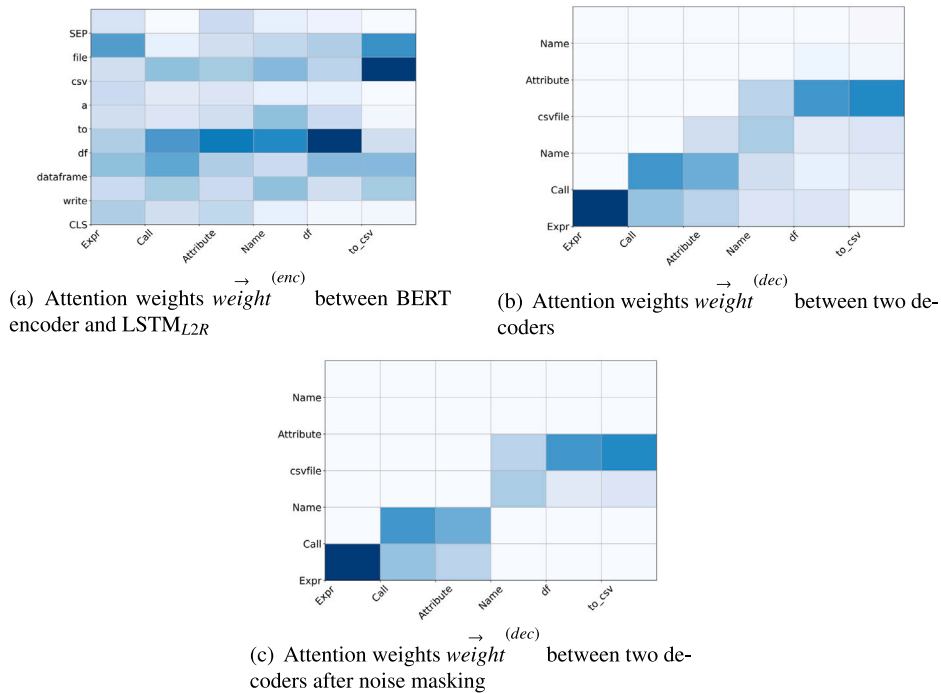 SEP
file
csv
a
to
df
dataframe
write
CLS
Expr Call Attribute Name df to_csv
(a) Attention weights weight→ (enc) between BERT
encoder and LSTM_L2R
Name
Attribute
csvfile
Name
Call
Expr
Expr Call Attribute Name df to_csv
(b) Attention weights weight→ (dec) between two de-
coders
Name
Attribute
csvfile
Name
Call
Expr
Expr Call Attribute Name df to_csv
(c) Attention weights weight→ (dec) between two de-
coders after noise masking